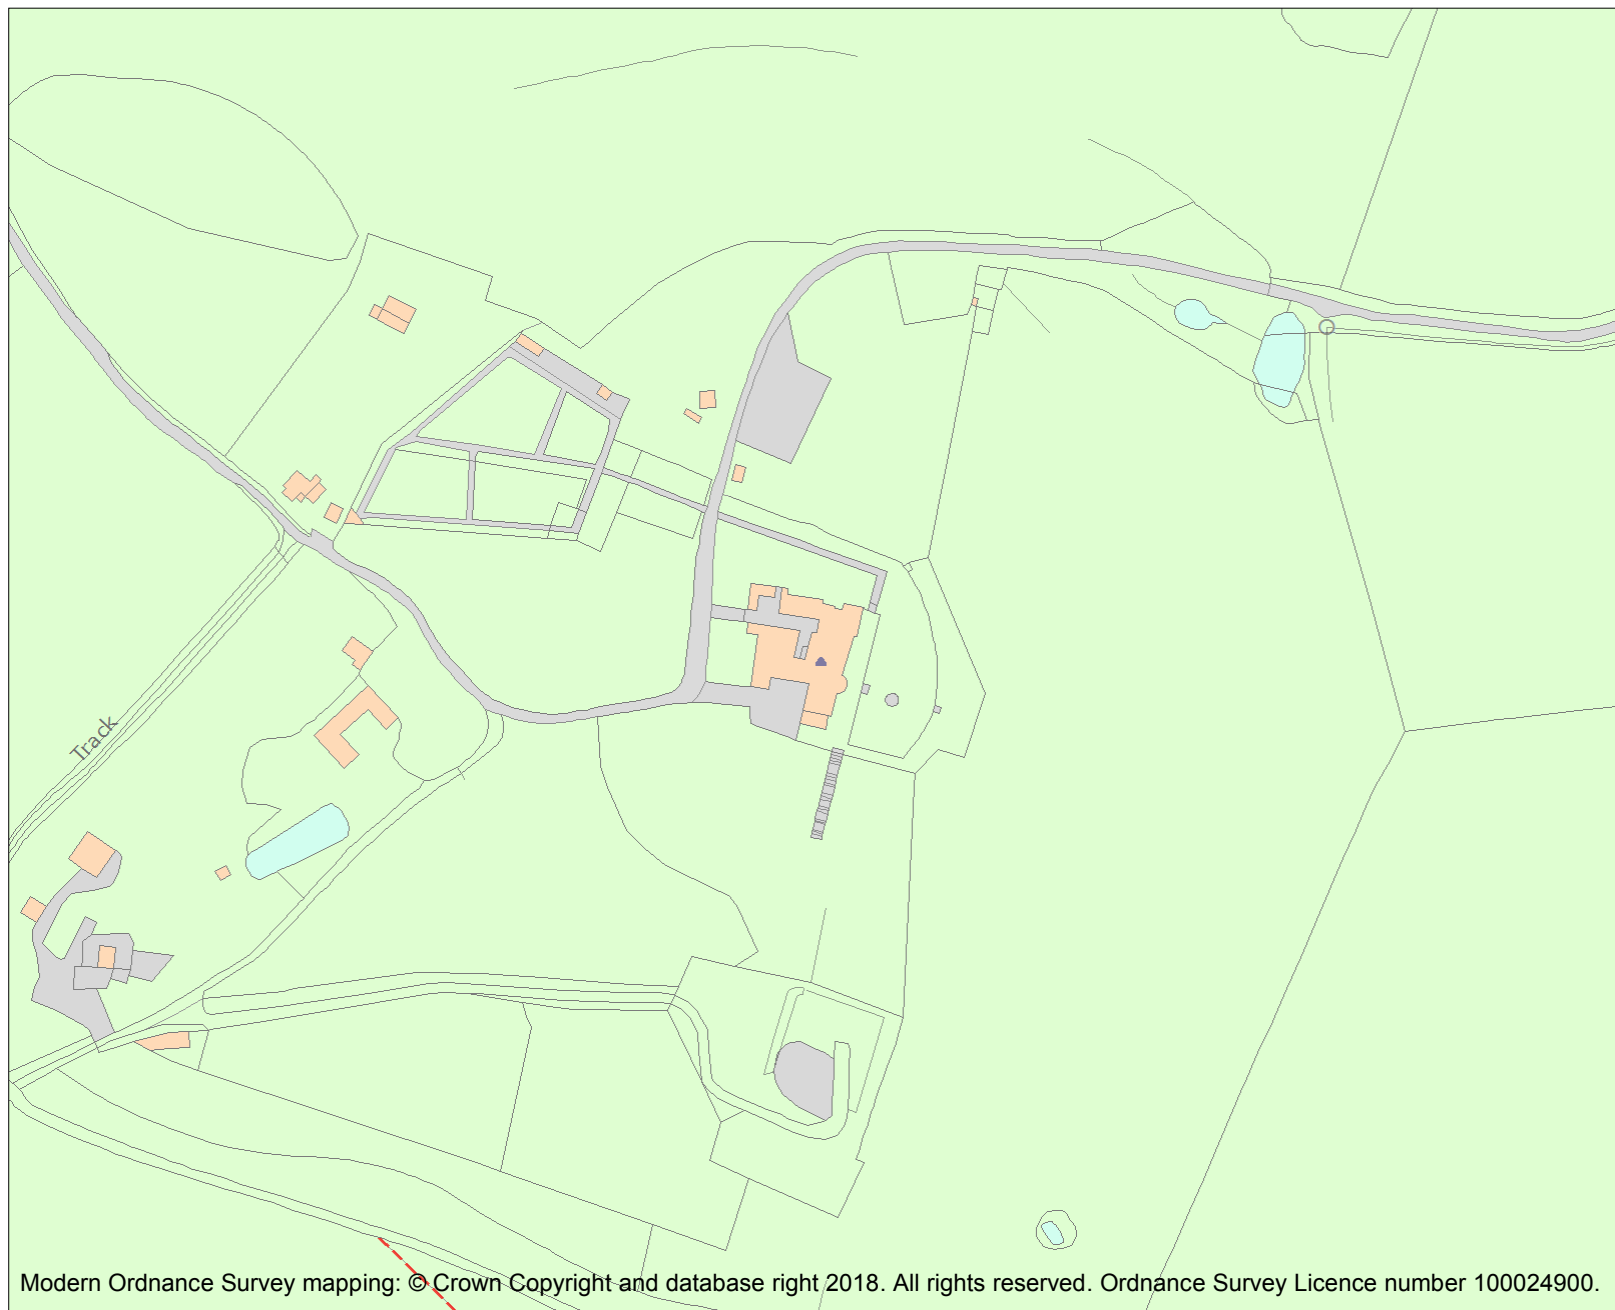 Track
Modern Ordnance Survey mapping: © Crown Copyright and database right 2018. All rights reserved. Ordnance Survey Licence number 100024900.